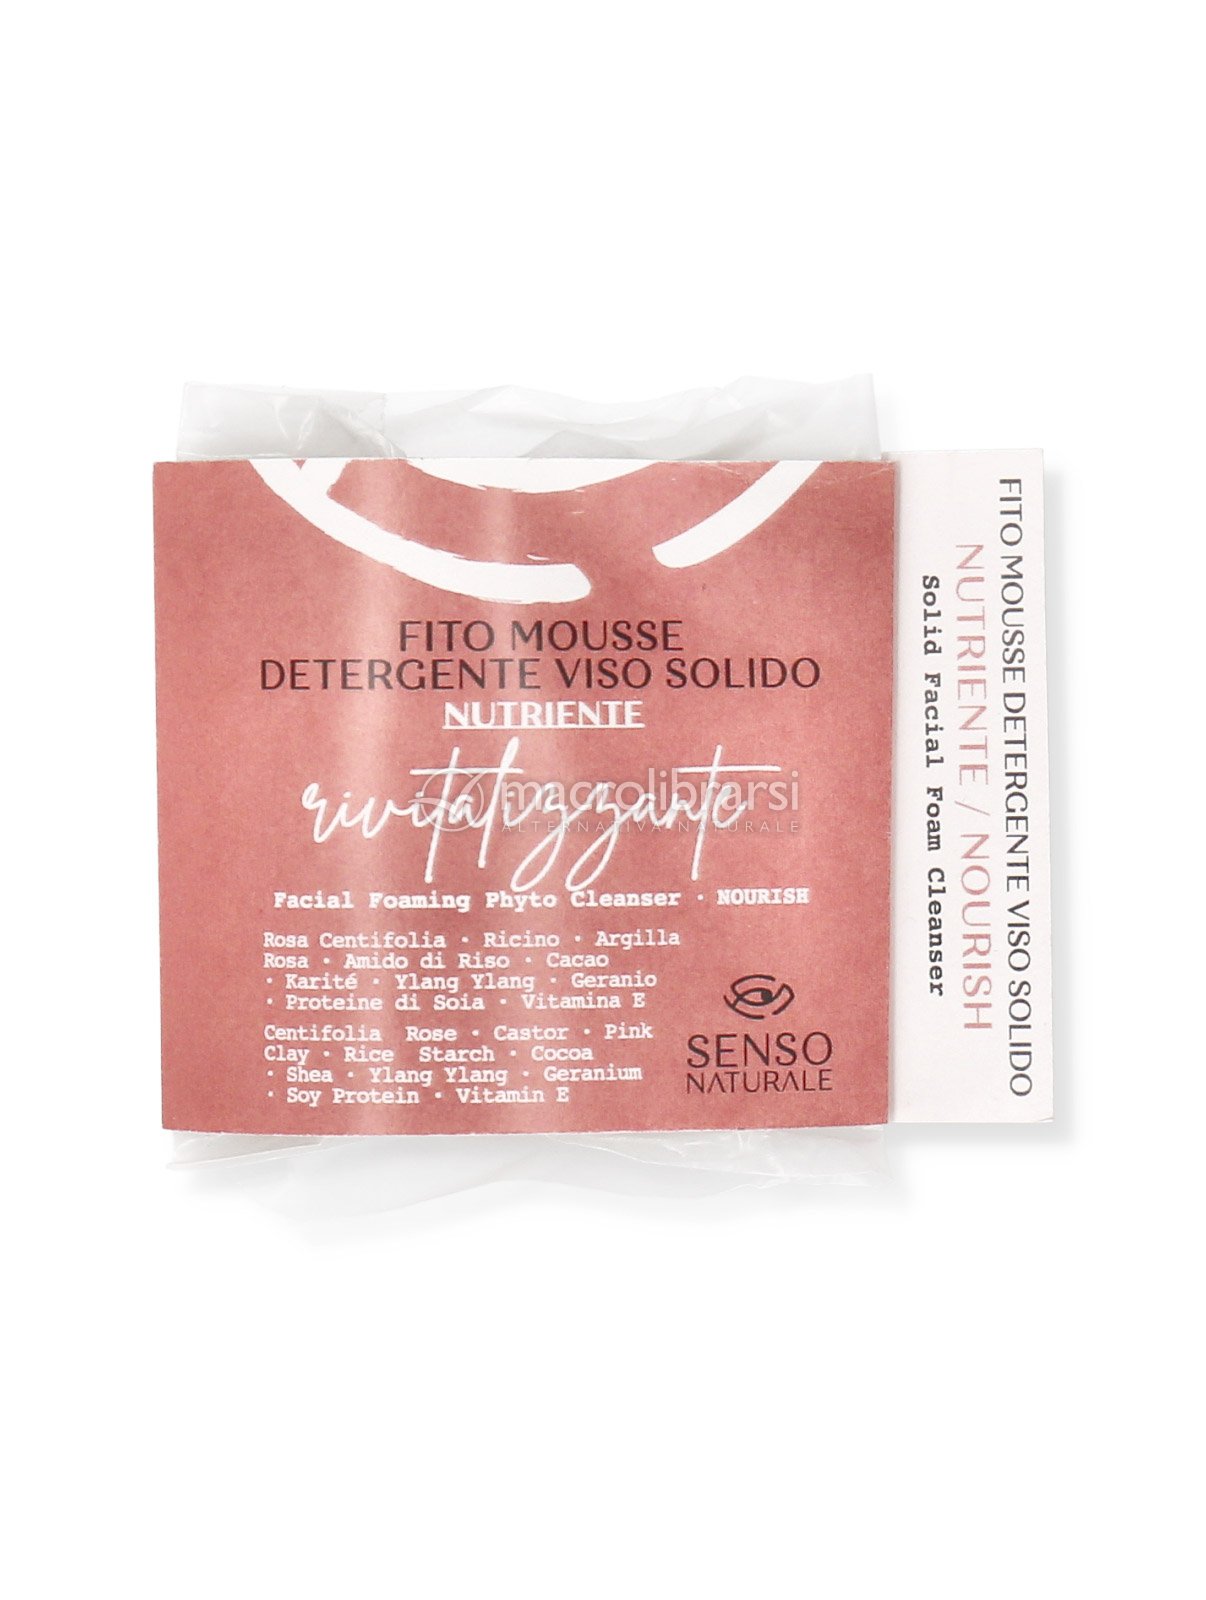 FITO MOUSSE
DETERGENTE VISO SOLIDO
NUTRIENTE
rivitalizzante
macrolibrarsi
ALTERNATIVA NATURALE
Facial Foaming Phyto Cleanser · NOURISH
Rosa Centifolia · Ricino · Argilla
Rosa · Amido di Riso · Cacao
· Karité · Ylang Ylang · Geranio
· Proteine di Soia · Vitamina E
Centifolia Rose · Castor · Pink
Clay · Rice Starch · Cocoa
· Shea · Ylang Ylang · Geranium
· Soy Protein · Vitamin E
SENSO
NATURALE
FITO MOUSSE DETERGENTE VISO SOLIDO
NUTRIENTE / NOURISH
Solid Facial Foam Cleanser